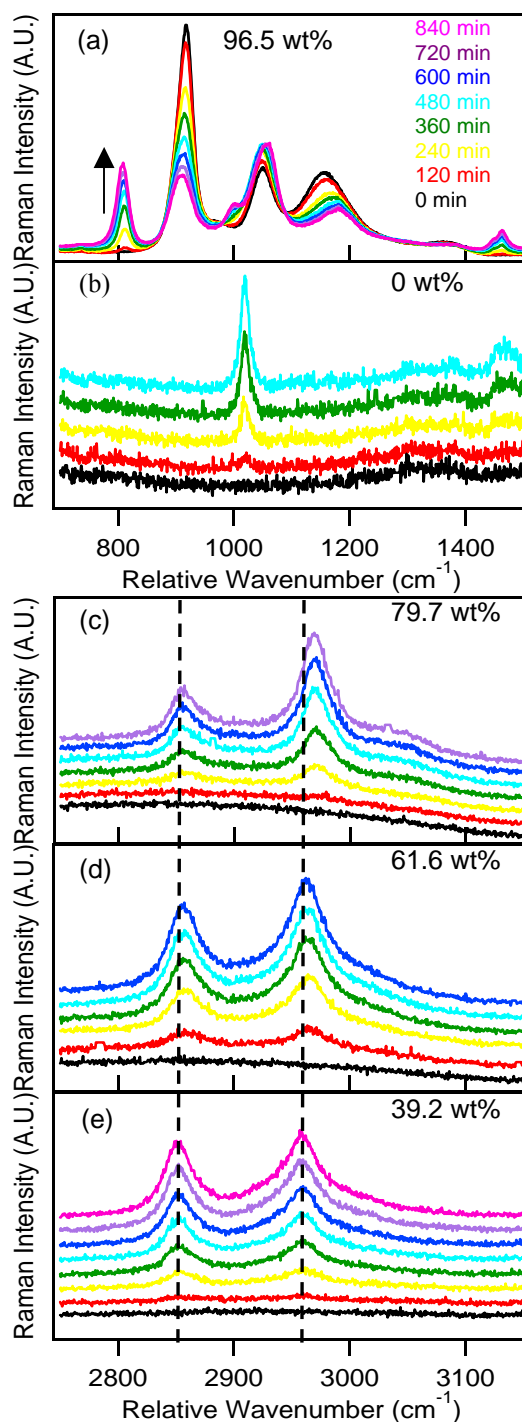 (a)
96.5 wt%
840 min
720 min
600 min
480 min
360 min
240 min
120 min
0 min
Raman Intensity (A.U.)
(b)
0 wt%
Raman Intensity (A.U.)
800 1000 1200 1400
Relative Wavenumber (cm⁻¹)
(c)
79.7 wt%
Raman Intensity (A.U.)
(d)
61.6 wt%
Raman Intensity (A.U.)
(e)
39.2 wt%
Raman Intensity (A.U.)
2800 2900 3000 3100
Relative Wavenumber (cm⁻¹)